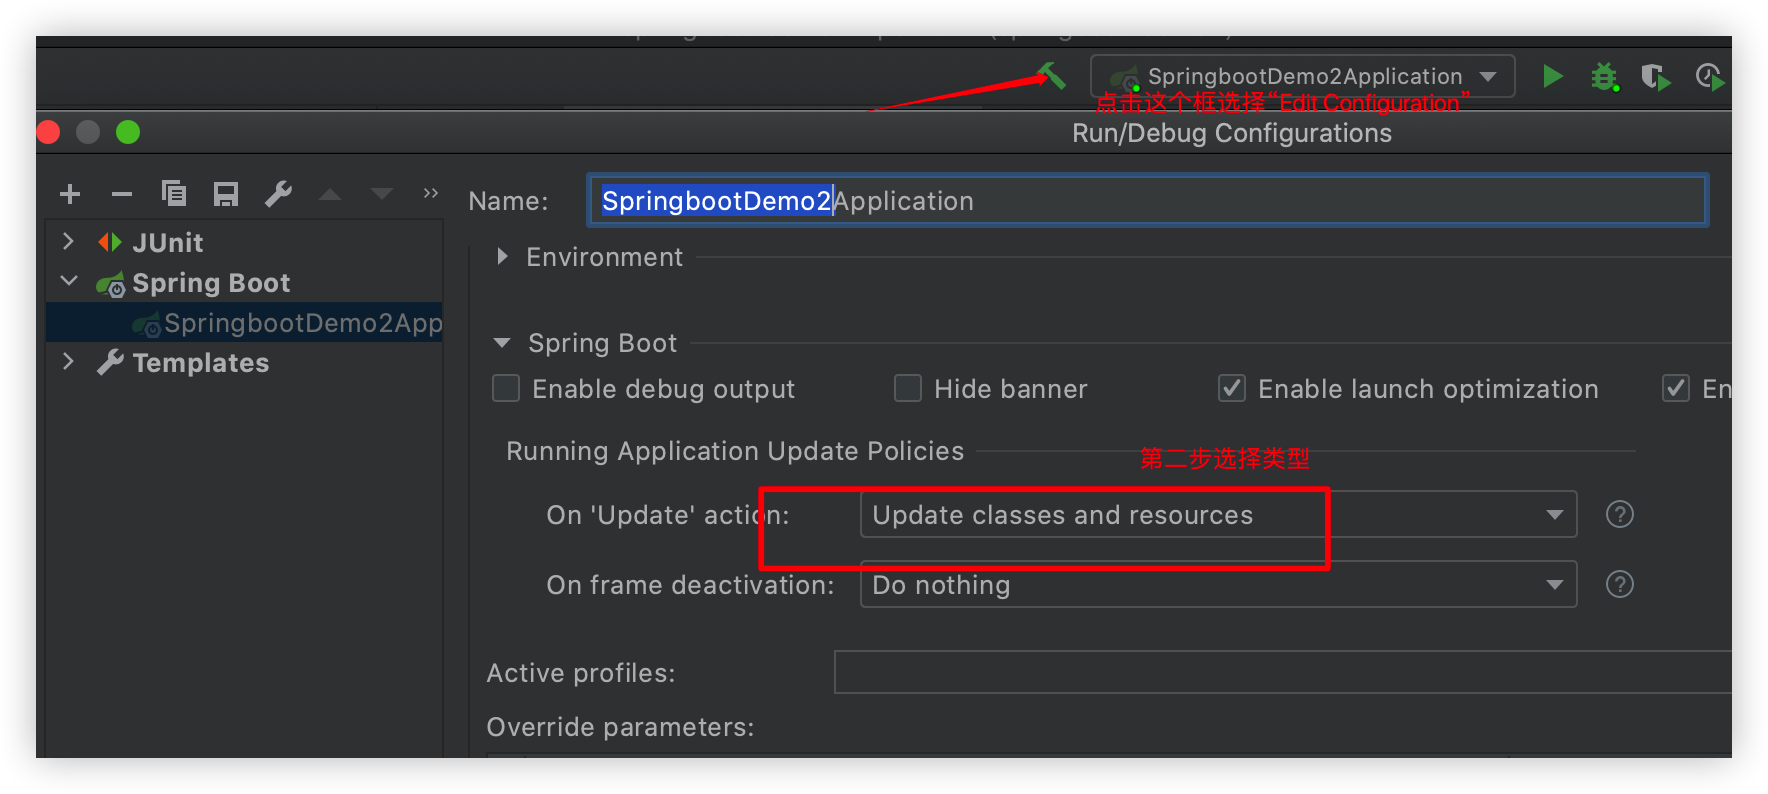 SpringbootDemo2Application
点击这个框选择“Edit Configuration”
Run/Debug Configurations
Name: SpringbootDemo2Application
JUnit
Spring Boot
SpringbootDemo2App
Templates
Environment
Spring Boot
Enable debug output Hide banner Enable launch optimization En
Running Application Update Policies
第二步选择类型
On 'Update' action: Update classes and resources
On frame deactivation: Do nothing
Active profiles:
Override parameters: